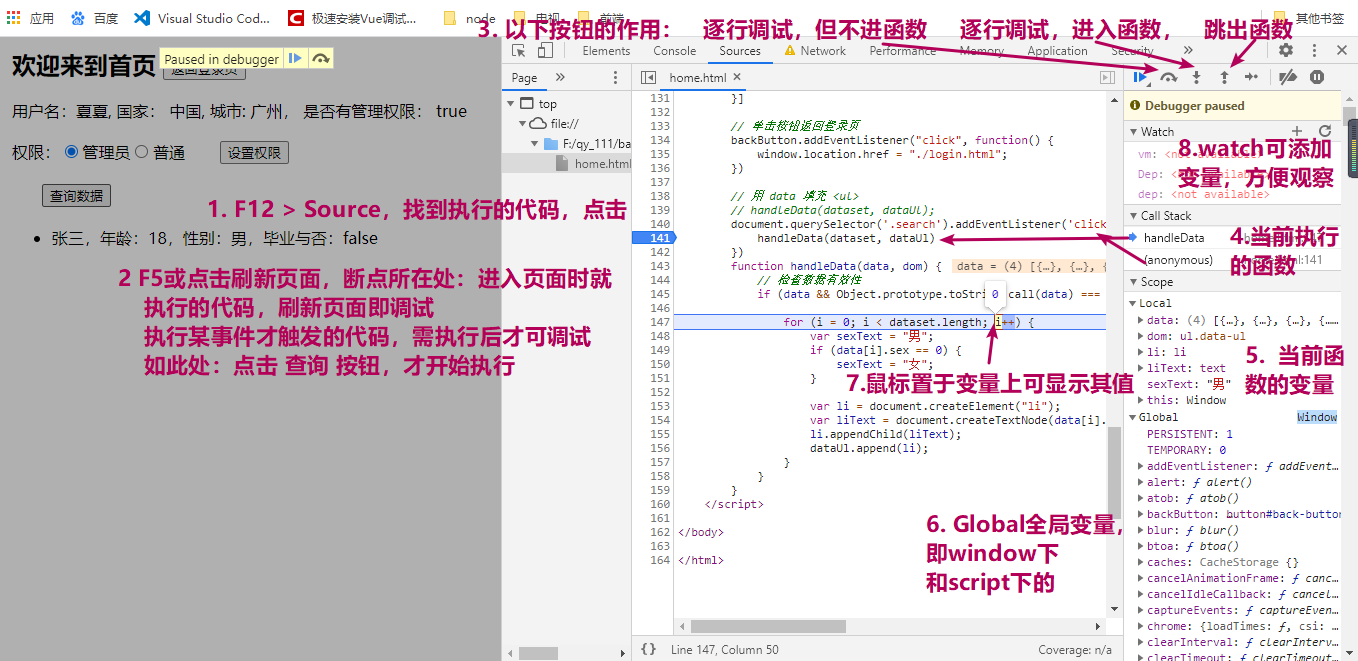 应用 百度 Visual Studio Cod... 极速安装Vue调试... node 电视 前端 其他书签
3. 以下按钮的作用： 逐行调试，但不进函数 逐行调试，进入函数， 跳出函数
欢迎来到首页 返回登录页
Paused in debugger
用户名：夏夏, 国家： 中国, 城市: 广州， 是否有管理权限： true
权限： 管理员 普通 设置权限
查询数据
1. F12 > Source，找到执行的代码，点击
张三，年龄：18，性别：男，毕业与否：false
2 F5或点击刷新页面，断点所在处：进入页面时就
执行的代码，刷新页面即调试
执行某事件才触发的代码，需执行后才可调试
如此处：点击 查询 按钮，才开始执行
Elements Console Sources Network Performance Memory Application Security »
Page »
top
file://
F:/qy_111/ba
home.html
home.html ×
131 }]
132
133 // 单击按钮返回登录页
134 backButton.addEventListener("click", function() {
135 window.location.href = "./login.html";
136 })
137
138 // 用 data 填充 <ul>
139 // handleData(dataset, dataUl);
140 document.querySelector('.search').addEventListener('click
141 handleData(dataset, dataUl)
142 })
143 function handleData(data, dom) { data = (4) [{…}, {…}, {
144 // 检查数据有效性
145 if (data && Object.prototype.toStri 0 call(data) ===
146
147 for (i = 0; i < dataset.length; i++) {
148 var sexText = "男";
149 if (data[i].sex == 0) {
150 sexText = "女";
151 }
152
153 var li = document.createElement("li");
154 var liText = document.createTextNode(data[i].
155 li.appendChild(liText);
156 dataUl.append(li);
157 }
158 }
159 }
160 </script>
161
162 </body>
163
164 </html>
7.鼠标置于变量上可显示其值
6. Global全局变量，
即window下
和script下的
{ } Line 147, Column 50 Coverage: n/a
Debugger paused
Watch
vm: <not available>
Dep: <not available>
dep: <not available>
8.watch可添加
变量，方便观察
Call Stack
handleData
(anonymous) home.html:141
4.当前执行
的函数
Scope
Local
data: (4) [{…}, {…}, {…}, {……
dom: ul.data-ul
li: li
liText: text
sexText: "男"
this: Window
5. 当前函
数的变量
Global Window
PERSISTENT: 1
TEMPORARY: 0
addEventListener: ƒ addEvent…
alert: ƒ alert()
atob: ƒ atob()
backButton: button#back-button
blur: ƒ blur()
btoa: ƒ btoa()
caches: CacheStorage {}
cancelAnimationFrame: ƒ canc…
cancelIdleCallback: ƒ cancel…
captureEvents: ƒ captureEven…
chrome: {loadTimes: ƒ, csi: …
clearInterval: ƒ clearInterv…
clearTimeout: ƒ clearTimeout…